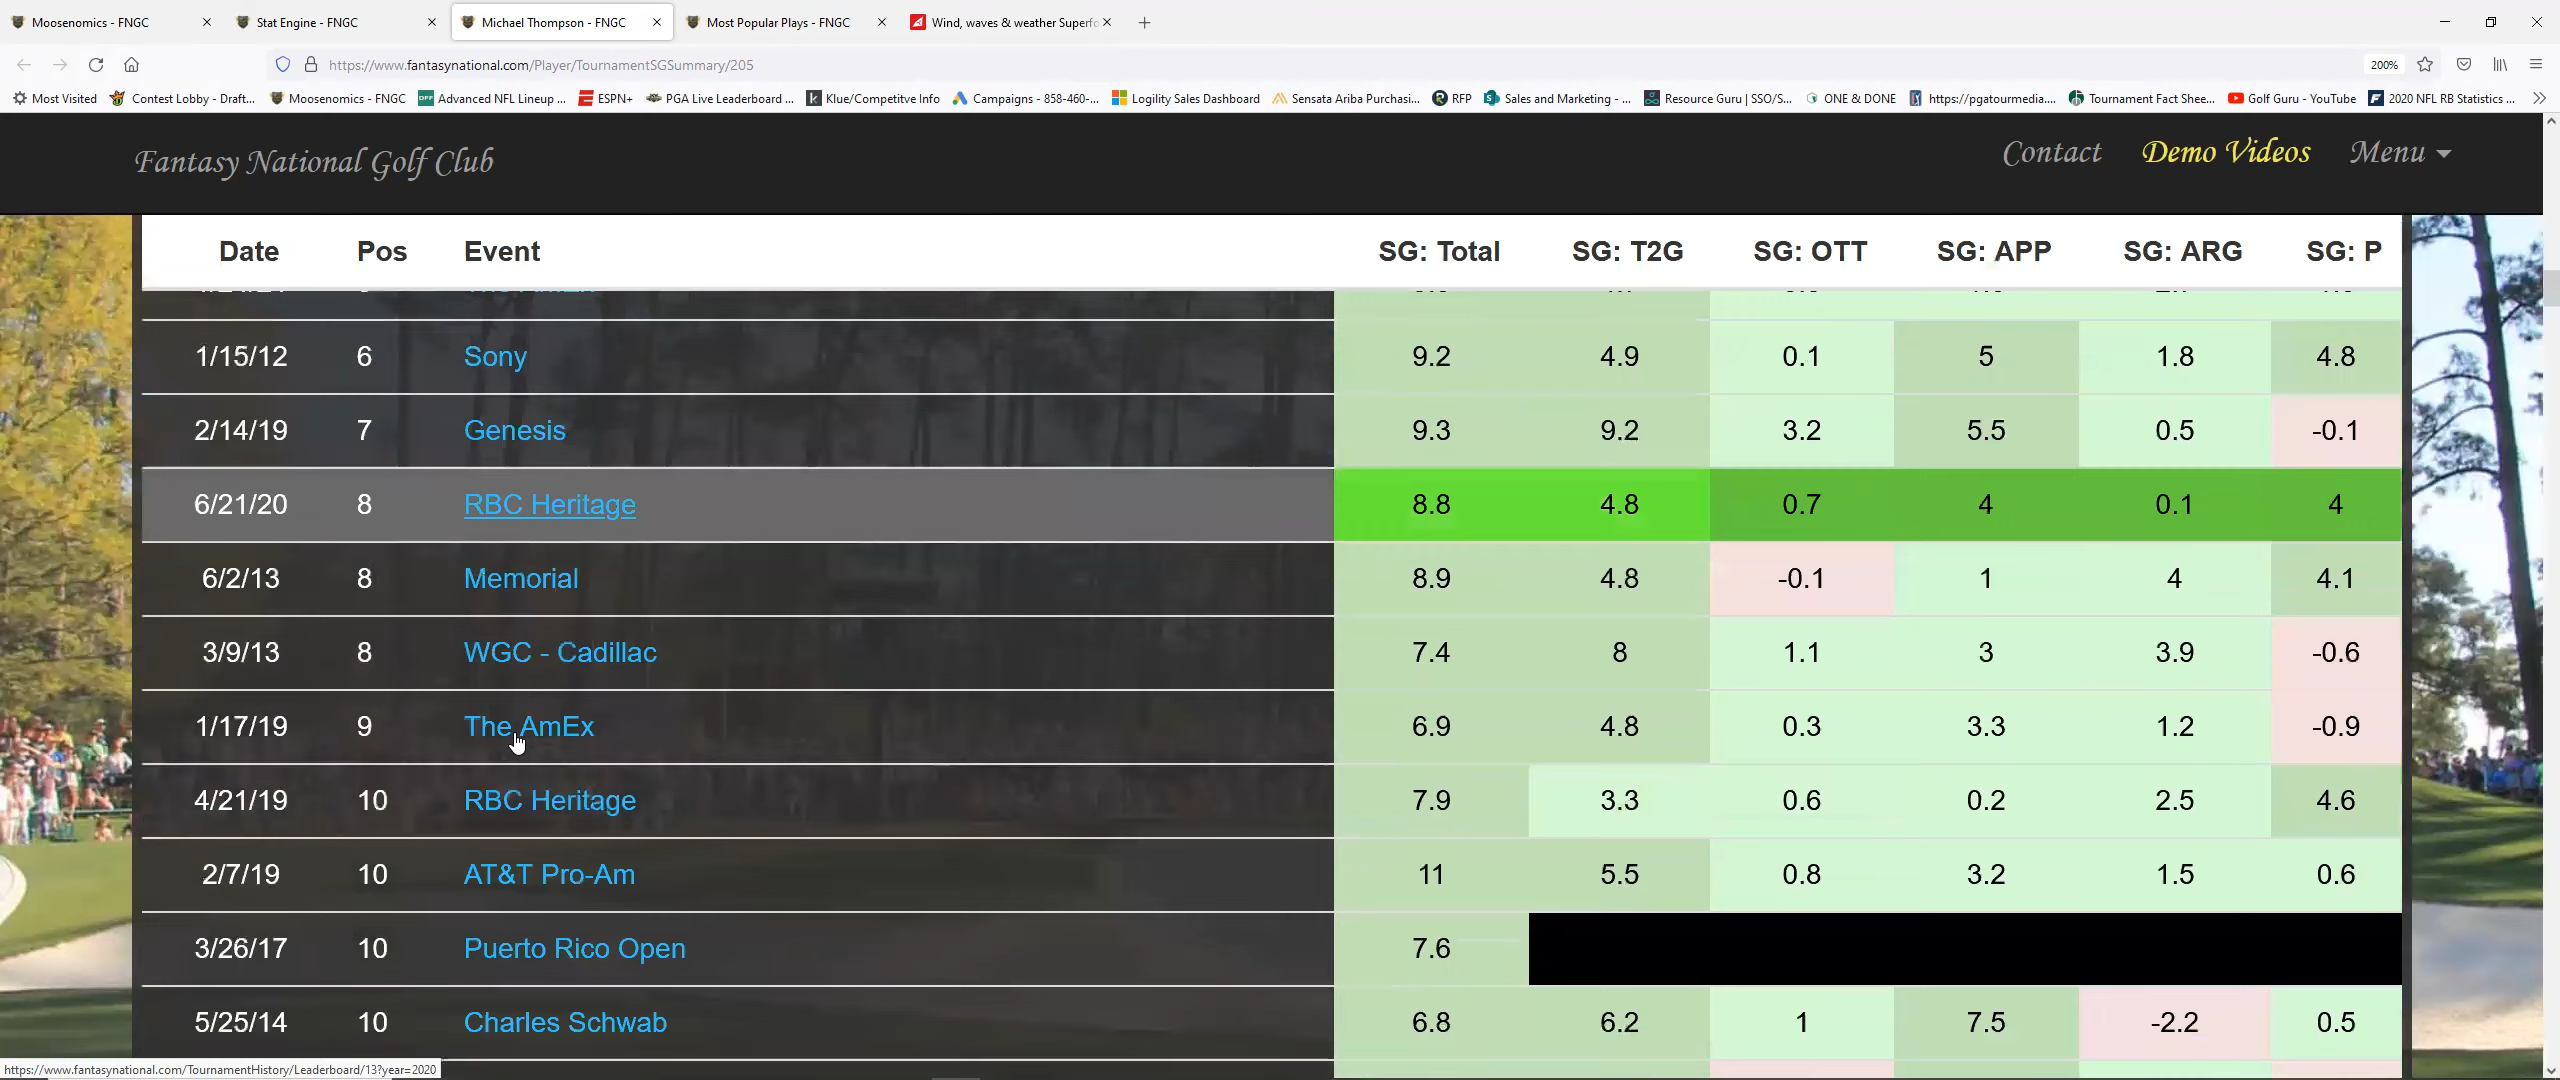 Moosenomics - FNGC
Stat Engine - FNGC
Michael Thompson - FNGC
Most Popular Plays - FNGC
Wind, waves & weather Superfo
https://www.fantasynational.com/Player/TournamentSGSummary/205
200%
Most Visited
Contest Lobby - Draft...
Moosenomics - FNGC
Advanced NFL Lineup ...
ESPN+
PGA Live Leaderboard ...
Klue/Competitve Info
Campaigns - 858-460-...
Logility Sales Dashboard
Sensata Ariba Purchasi...
RFP
Sales and Marketing - ...
Resource Guru | SSO/S...
ONE & DONE
https://pgatourmedia....
Tournament Fact Shee...
Golf Guru - YouTube
2020 NFL RB Statistics ...
Fantasy National Golf Club
Contact Demo Videos Menu
Date Pos Event SG: Total SG: T2G SG: OTT SG: APP SG: ARG SG: P
1/15/12 6 Sony 9.2 4.9 0.1 5 1.8 4.8
2/14/19 7 Genesis 9.3 9.2 3.2 5.5 0.5 -0.1
6/21/20 8 RBC Heritage 8.8 4.8 0.7 4 0.1 4
6/2/13 8 Memorial 8.9 4.8 -0.1 1 4 4.1
3/9/13 8 WGC - Cadillac 7.4 8 1.1 3 3.9 -0.6
1/17/19 9 The AmEx 6.9 4.8 0.3 3.3 1.2 -0.9
4/21/19 10 RBC Heritage 7.9 3.3 0.6 0.2 2.5 4.6
2/7/19 10 AT&T Pro-Am 11 5.5 0.8 3.2 1.5 0.6
3/26/17 10 Puerto Rico Open 7.6
5/25/14 10 Charles Schwab 6.8 6.2 1 7.5 -2.2 0.5
https://www.fantasynational.com/TournamentHistory/Leaderboard/13?year=2020